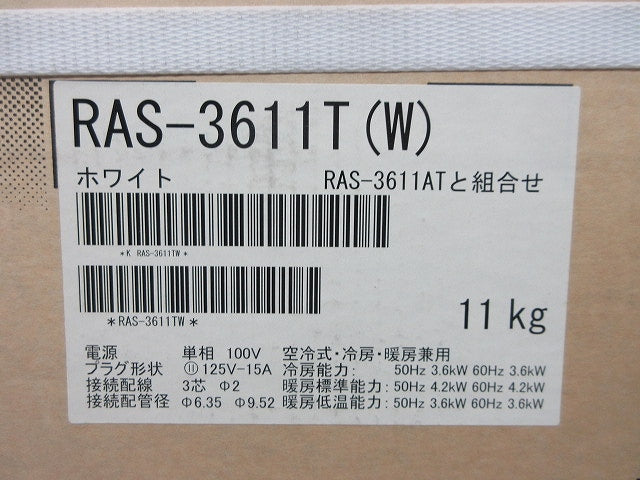 RAS-3611T(W)
ホワイト RAS-3611ATと組合せ
*K RAS-3611TW*
*RAS-3611TW*
11kg
電源 単相 100V 空冷式・冷房・暖房兼用
プラグ形状 125V-15A 冷房能力: 50Hz 3.6kW 60Hz 3.6kW
接続配線 3芯 Φ2 暖房標準能力: 50Hz 4.2kW 60Hz 4.2kW
接続配管径 Φ6.35 Φ9.52 暖房低温能力: 50Hz 3.6kW 60Hz 3.6kW